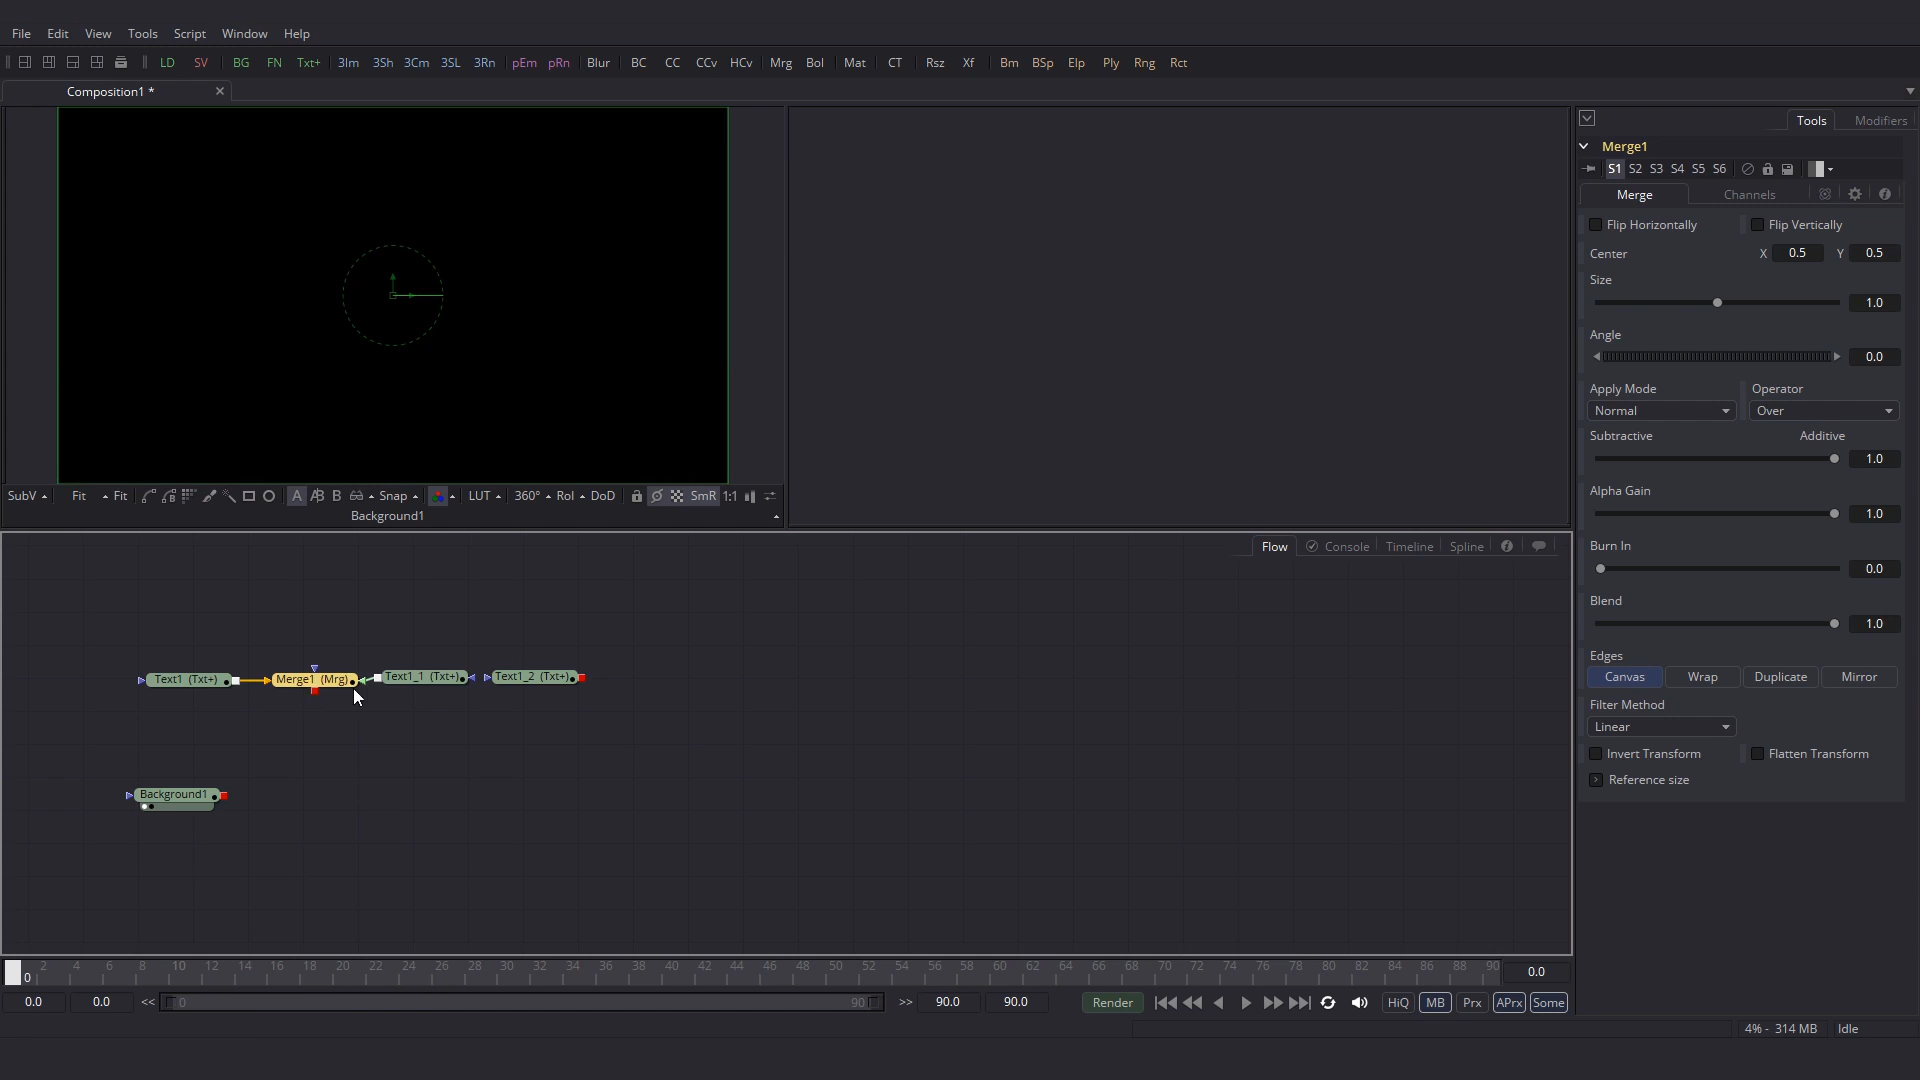 File Edit View Tools Script Window Help
LD SV BG FN Txt+ 3Im 3Sh 3Cm 3SL 3Rn pEm pRn Blur BC CC CCv HCv Mrg Bol Mat CT Rsz Xf Bm BSp Elp Ply Rng Rct
Composition1 *
Tools Modifiers
Merge1
S1 S2 S3 S4 S5 S6
Merge Channels
Flip Horizontally Flip Vertically
Center X 0.5 Y 0.5
Size
1.0
Angle
0.0
Apply Mode Operator
Normal Over
Subtractive Additive
1.0
Alpha Gain
1.0
Burn In
0.0
Blend
1.0
Edges
Canvas Wrap Duplicate Mirror
Filter Method
Linear
Invert Transform Flatten Transform
Reference size
SubV Fit Fit A AB B Snap LUT 360° RoI DoD SmR 1:1
Background1
Flow Console Timeline Spline
Text1 (Txt+) Merge1 (Mrg) Text1_1 (Txt+) Text1_2 (Txt+)
Background1
0 2 4 6 8 10 12 14 16 18 20 22 24 26 28 30 32 34 36 38 40 42 44 46 48 50 52 54 56 58 60 62 64 66 68 70 72 74 76 78 80 82 84 86 88 90 0.0
0.0 0.0 << 0 90 >> 90.0 90.0 Render HiQ MB Prx APrx Some
4% - 314 MB Idle